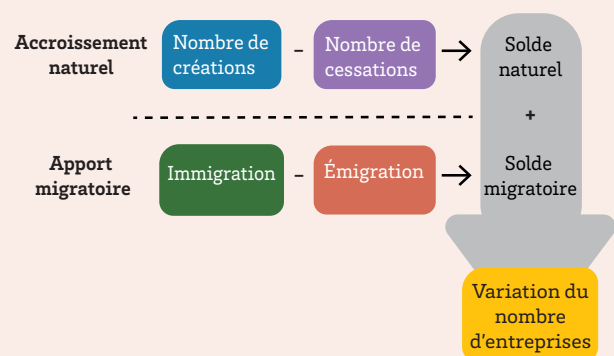 Accroissement
naturel
Nombre de
créations
-
Nombre de
cessations
Solde
naturel
+
Apport
migratoire
Immigration
-
Émigration
Solde
migratoire
Variation du
nombre
d'entreprises